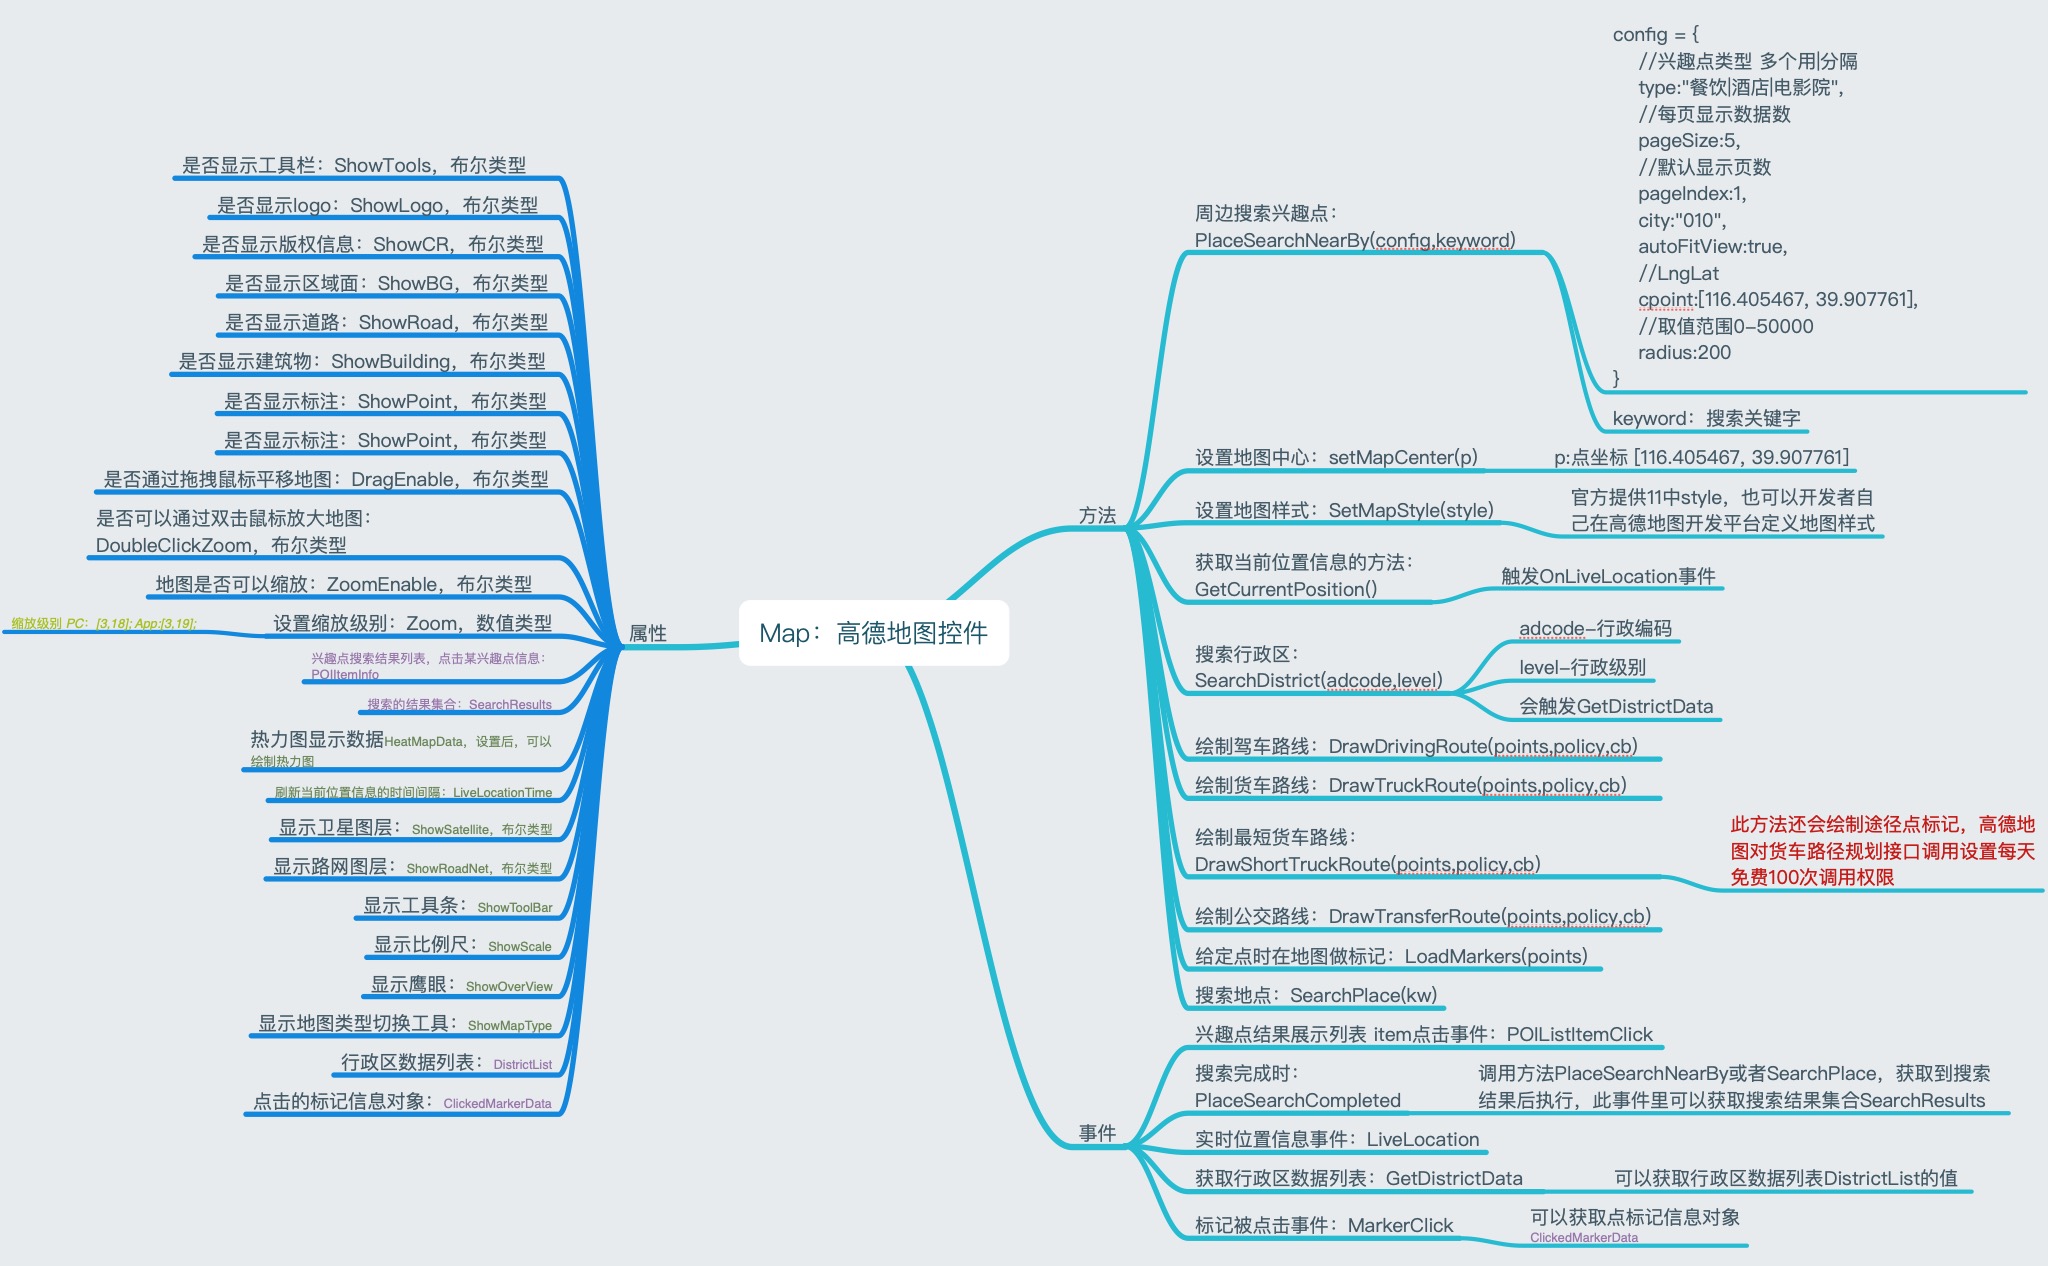 Map：高德地图控件
属性
是否显示工具栏：ShowTools，布尔类型
是否显示logo：ShowLogo，布尔类型
是否显示版权信息：ShowCR，布尔类型
是否显示区域面：ShowBG，布尔类型
是否显示道路：ShowRoad，布尔类型
是否显示建筑物：ShowBuilding，布尔类型
是否显示标注：ShowPoint，布尔类型
是否显示标注：ShowPoint，布尔类型
是否通过拖拽鼠标平移地图：DragEnable，布尔类型
是否可以通过双击鼠标放大地图：
DoubleClickZoom，布尔类型
地图是否可以缩放：ZoomEnable，布尔类型
设置缩放级别：Zoom，数值类型
缩放级别 PC：[3,18]; App:[3,19];
兴趣点搜索结果列表，点击某兴趣点信息：
POIItemInfo
搜索的结果集合：SearchResults
热力图显示数据HeatMapData，设置后，可以
绘制热力图
刷新当前位置信息的时间间隔：LiveLocationTime
显示卫星图层：ShowSatellite，布尔类型
显示路网图层：ShowRoadNet，布尔类型
显示工具条：ShowToolBar
显示比例尺：ShowScale
显示鹰眼：ShowOverView
显示地图类型切换工具：ShowMapType
行政区数据列表：DistrictList
点击的标记信息对象：ClickedMarkerData
方法
周边搜索兴趣点：
PlaceSearchNearBy(config,keyword)
config = {
//兴趣点类型 多个用|分隔
type:"餐饮|酒店|电影院",
//每页显示数据数
pageSize:5,
//默认显示页数
pageIndex:1,
city:"010",
autoFitView:true,
//LngLat
cpoint:[116.405467, 39.907761],
//取值范围0-50000
radius:200
}
keyword：搜索关键字
设置地图中心：setMapCenter(p)
p:点坐标 [116.405467, 39.907761]
设置地图样式：SetMapStyle(style)
官方提供11中style，也可以开发者自
己在高德地图开发平台定义地图样式
获取当前位置信息的方法：
GetCurrentPosition()
触发OnLiveLocation事件
搜索行政区：
SearchDistrict(adcode,level)
adcode-行政编码
level-行政级别
会触发GetDistrictData
绘制驾车路线：DrawDrivingRoute(points,policy,cb)
绘制货车路线：DrawTruckRoute(points,policy,cb)
绘制最短货车路线：
DrawShortTruckRoute(points,policy,cb)
此方法还会绘制途径点标记，高德地
图对货车路径规划接口调用设置每天
免费100次调用权限
绘制公交路线：DrawTransferRoute(points,policy,cb)
给定点时在地图做标记：LoadMarkers(points)
搜索地点：SearchPlace(kw)
事件
兴趣点结果展示列表 item点击事件：POIListItemClick
搜索完成时：
PlaceSearchCompleted
调用方法PlaceSearchNearBy或者SearchPlace，获取到搜索
结果后执行，此事件里可以获取搜索结果集合SearchResults
实时位置信息事件：LiveLocation
获取行政区数据列表：GetDistrictData
可以获取行政区数据列表DistrictList的值
标记被点击事件：MarkerClick
可以获取点标记信息对象
ClickedMarkerData